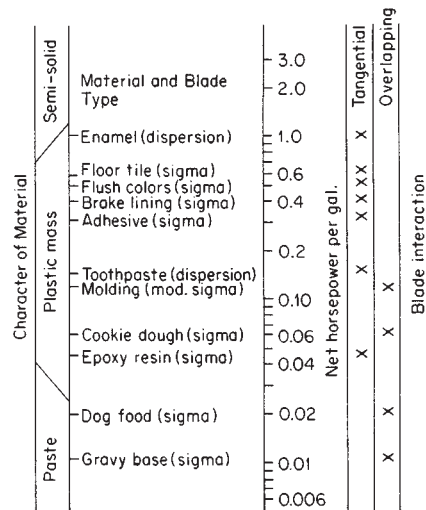 Character of Material
Semi-solid
Plastic mass
Paste
Material and Blade
Type
Enamel (dispersion)
Floor tile (sigma)
Flush colors (sigma)
Brake lining (sigma)
Adhesive (sigma)
Toothpaste (dispersion)
Molding (mod. sigma)
Cookie dough (sigma)
Epoxy resin (sigma)
Dog food (sigma)
Gravy base (sigma)
3.0
2.0
1.0
0.6
0.4
0.2
0.10
0.06
0.04
0.02
0.01
0.006
Net horsepower per gal.
Tangential
x
x
x
x
x
x
x
Overlapping
x
x
x
x
Blade interaction